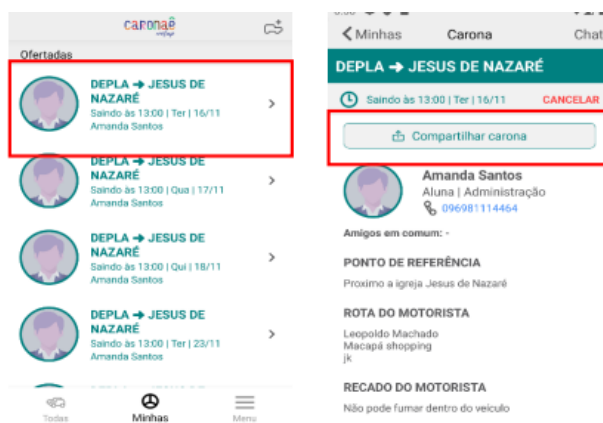 caronaê
Ofertadas
DEPLA → JESUS DE
NAZARÉ
Saindo às 13:00 | Ter | 16/11
Amanda Santos
DEPLA → JESUS DE
NAZARÉ
Saindo às 13:00 | Qua | 17/11
Amanda Santos
DEPLA → JESUS DE
NAZARÉ
Saindo às 13:00 | Qui | 18/11
Amanda Santos
DEPLA → JESUS DE
NAZARÉ
Saindo às 13:00 | Ter | 23/11
Amanda Santos
Todas
Minhas
Menu
Minhas
Carona
Chat
DEPLA → JESUS DE NAZARÉ
Saindo às 13:00 | Ter | 16/11
CANCELAR
Compartilhar carona
Amanda Santos
Aluna | Administração
096981114464
Amigos em comum: -
PONTO DE REFERÊNCIA
Proximo a igreja Jesus de Nazaré
ROTA DO MOTORISTA
Leopoldo Machado
Macapá shopping
jk
RECADO DO MOTORISTA
Não pode fumar dentro do veículo